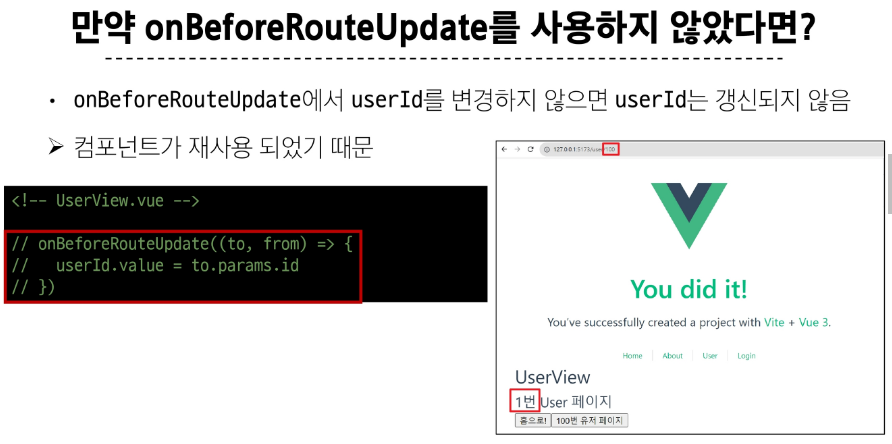 만약 onBeforeRouteUpdate를 사용하지 않았다면?
• onBeforeRouteUpdate에서 userId를 변경하지 않으면 userId는 갱신되지 않음
➢ 컴포넌트가 재사용 되었기 때문
<!-- UserView.vue -->
// onBeforeRouteUpdate((to, from) => {
//   userId.value = to.params.id
// })
127.0.0.1:5173/user/100
You did it!
You've successfully created a project with Vite + Vue 3.
Home About User Login
UserView
1번 User 페이지
홈으로! 100번 유저 페이지